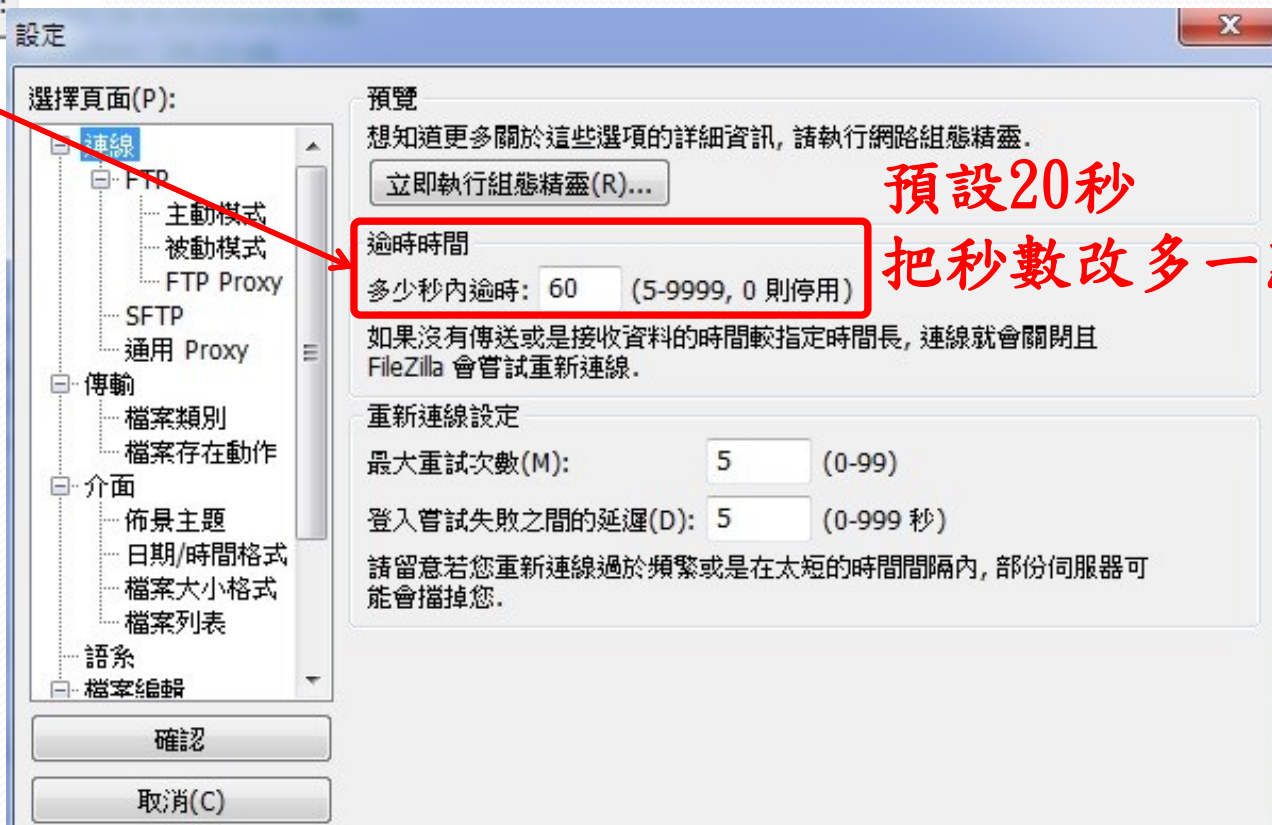 設定
選擇頁面(P):
連線
FTP
主動模式
被動模式
FTP Proxy
SFTP
通用 Proxy
傳輸
檔案類別
檔案存在動作
介面
佈景主題
日期/時間格式
檔案大小格式
檔案列表
語系
檔案編輯
確認
取消(C)
預覽
想知道更多關於這些選項的詳細資訊, 請執行網路組態精靈.
立即執行組態精靈(R)...
預設20秒
把秒數改多一
逾時時間
多少秒內逾時: 60 (5-9999, 0 則停用)
如果沒有傳送或是接收資料的時間較指定時間長, 連線就會關閉且
FileZilla 會嘗試重新連線.
重新連線設定
最大重試次數(M): 5 (0-99)
登入嘗試失敗之間的延遲(D): 5 (0-999 秒)
請留意若您重新連線過於頻繁或是在太短的時間間隔內, 部份伺服器可
能會擋掉您.